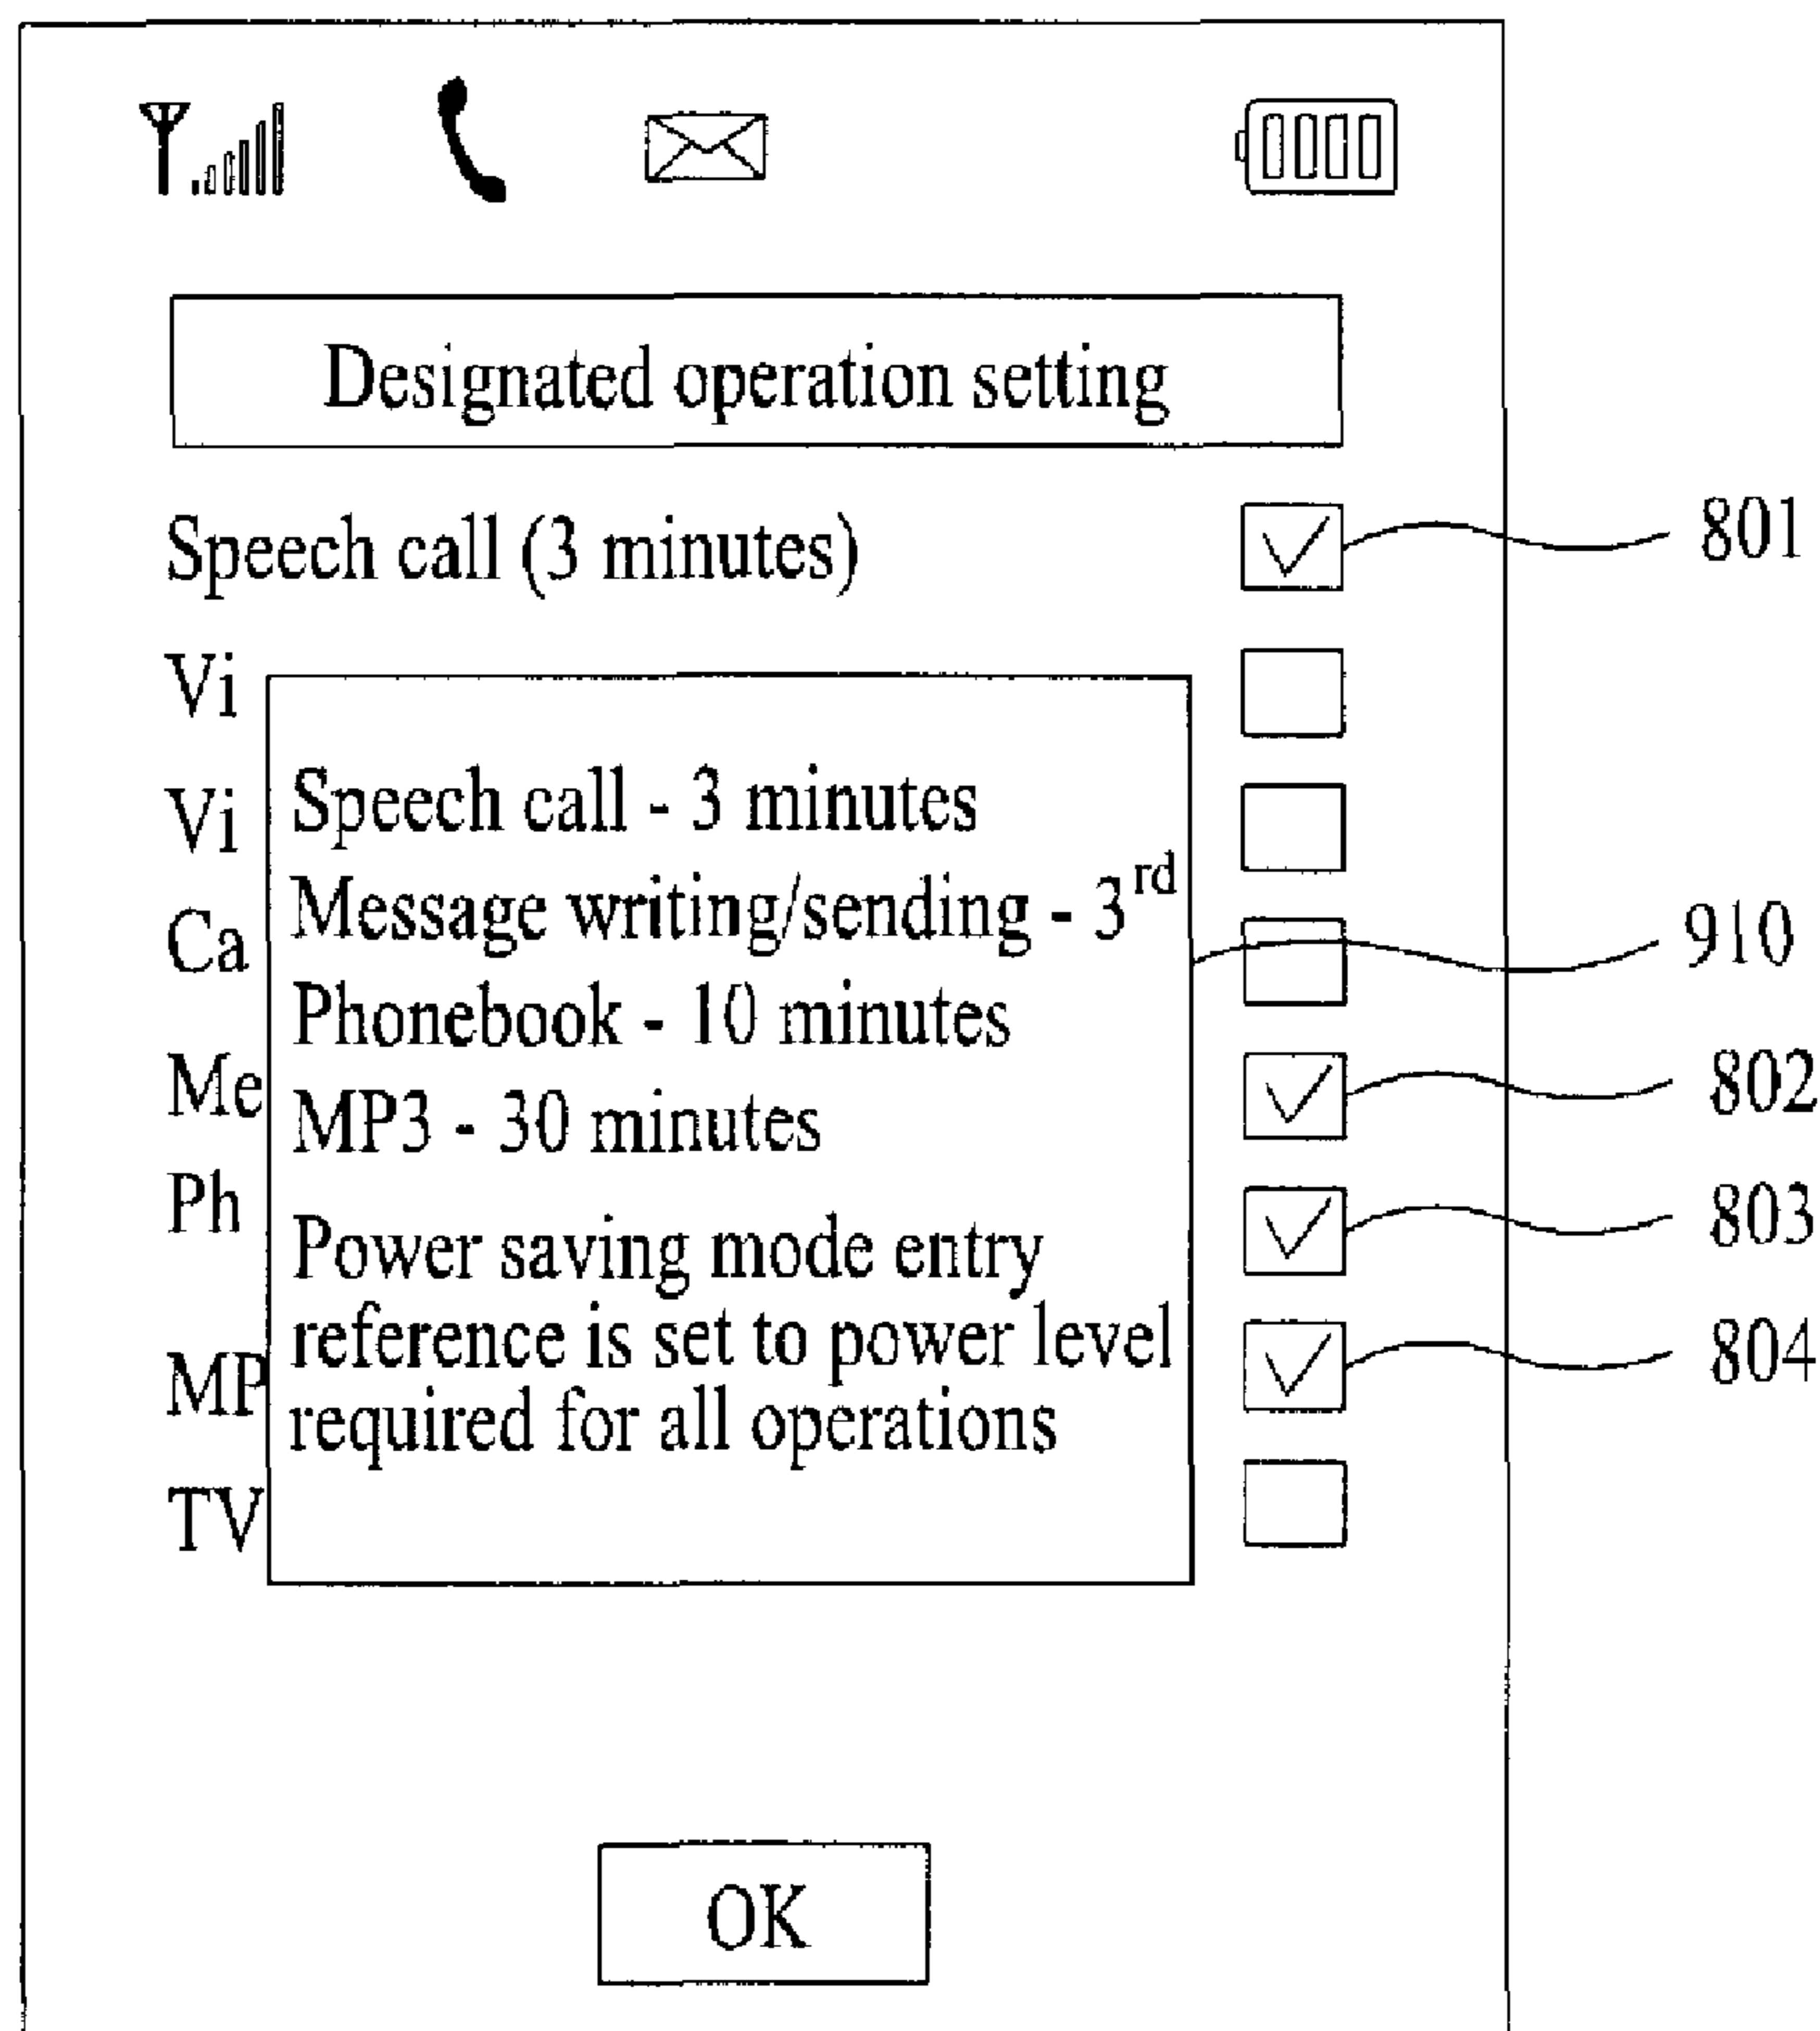 Designated operation setting
Speech call (3 minutes)
801
Vi
Vi
Ca
Me
Ph
MP
TV
Speech call - 3 minutes
Message writing/sending - 3rd
Phonebook - 10 minutes
MP3 - 30 minutes
Power saving mode entry
reference is set to power level
required for all operations
910
802
803
804
OK